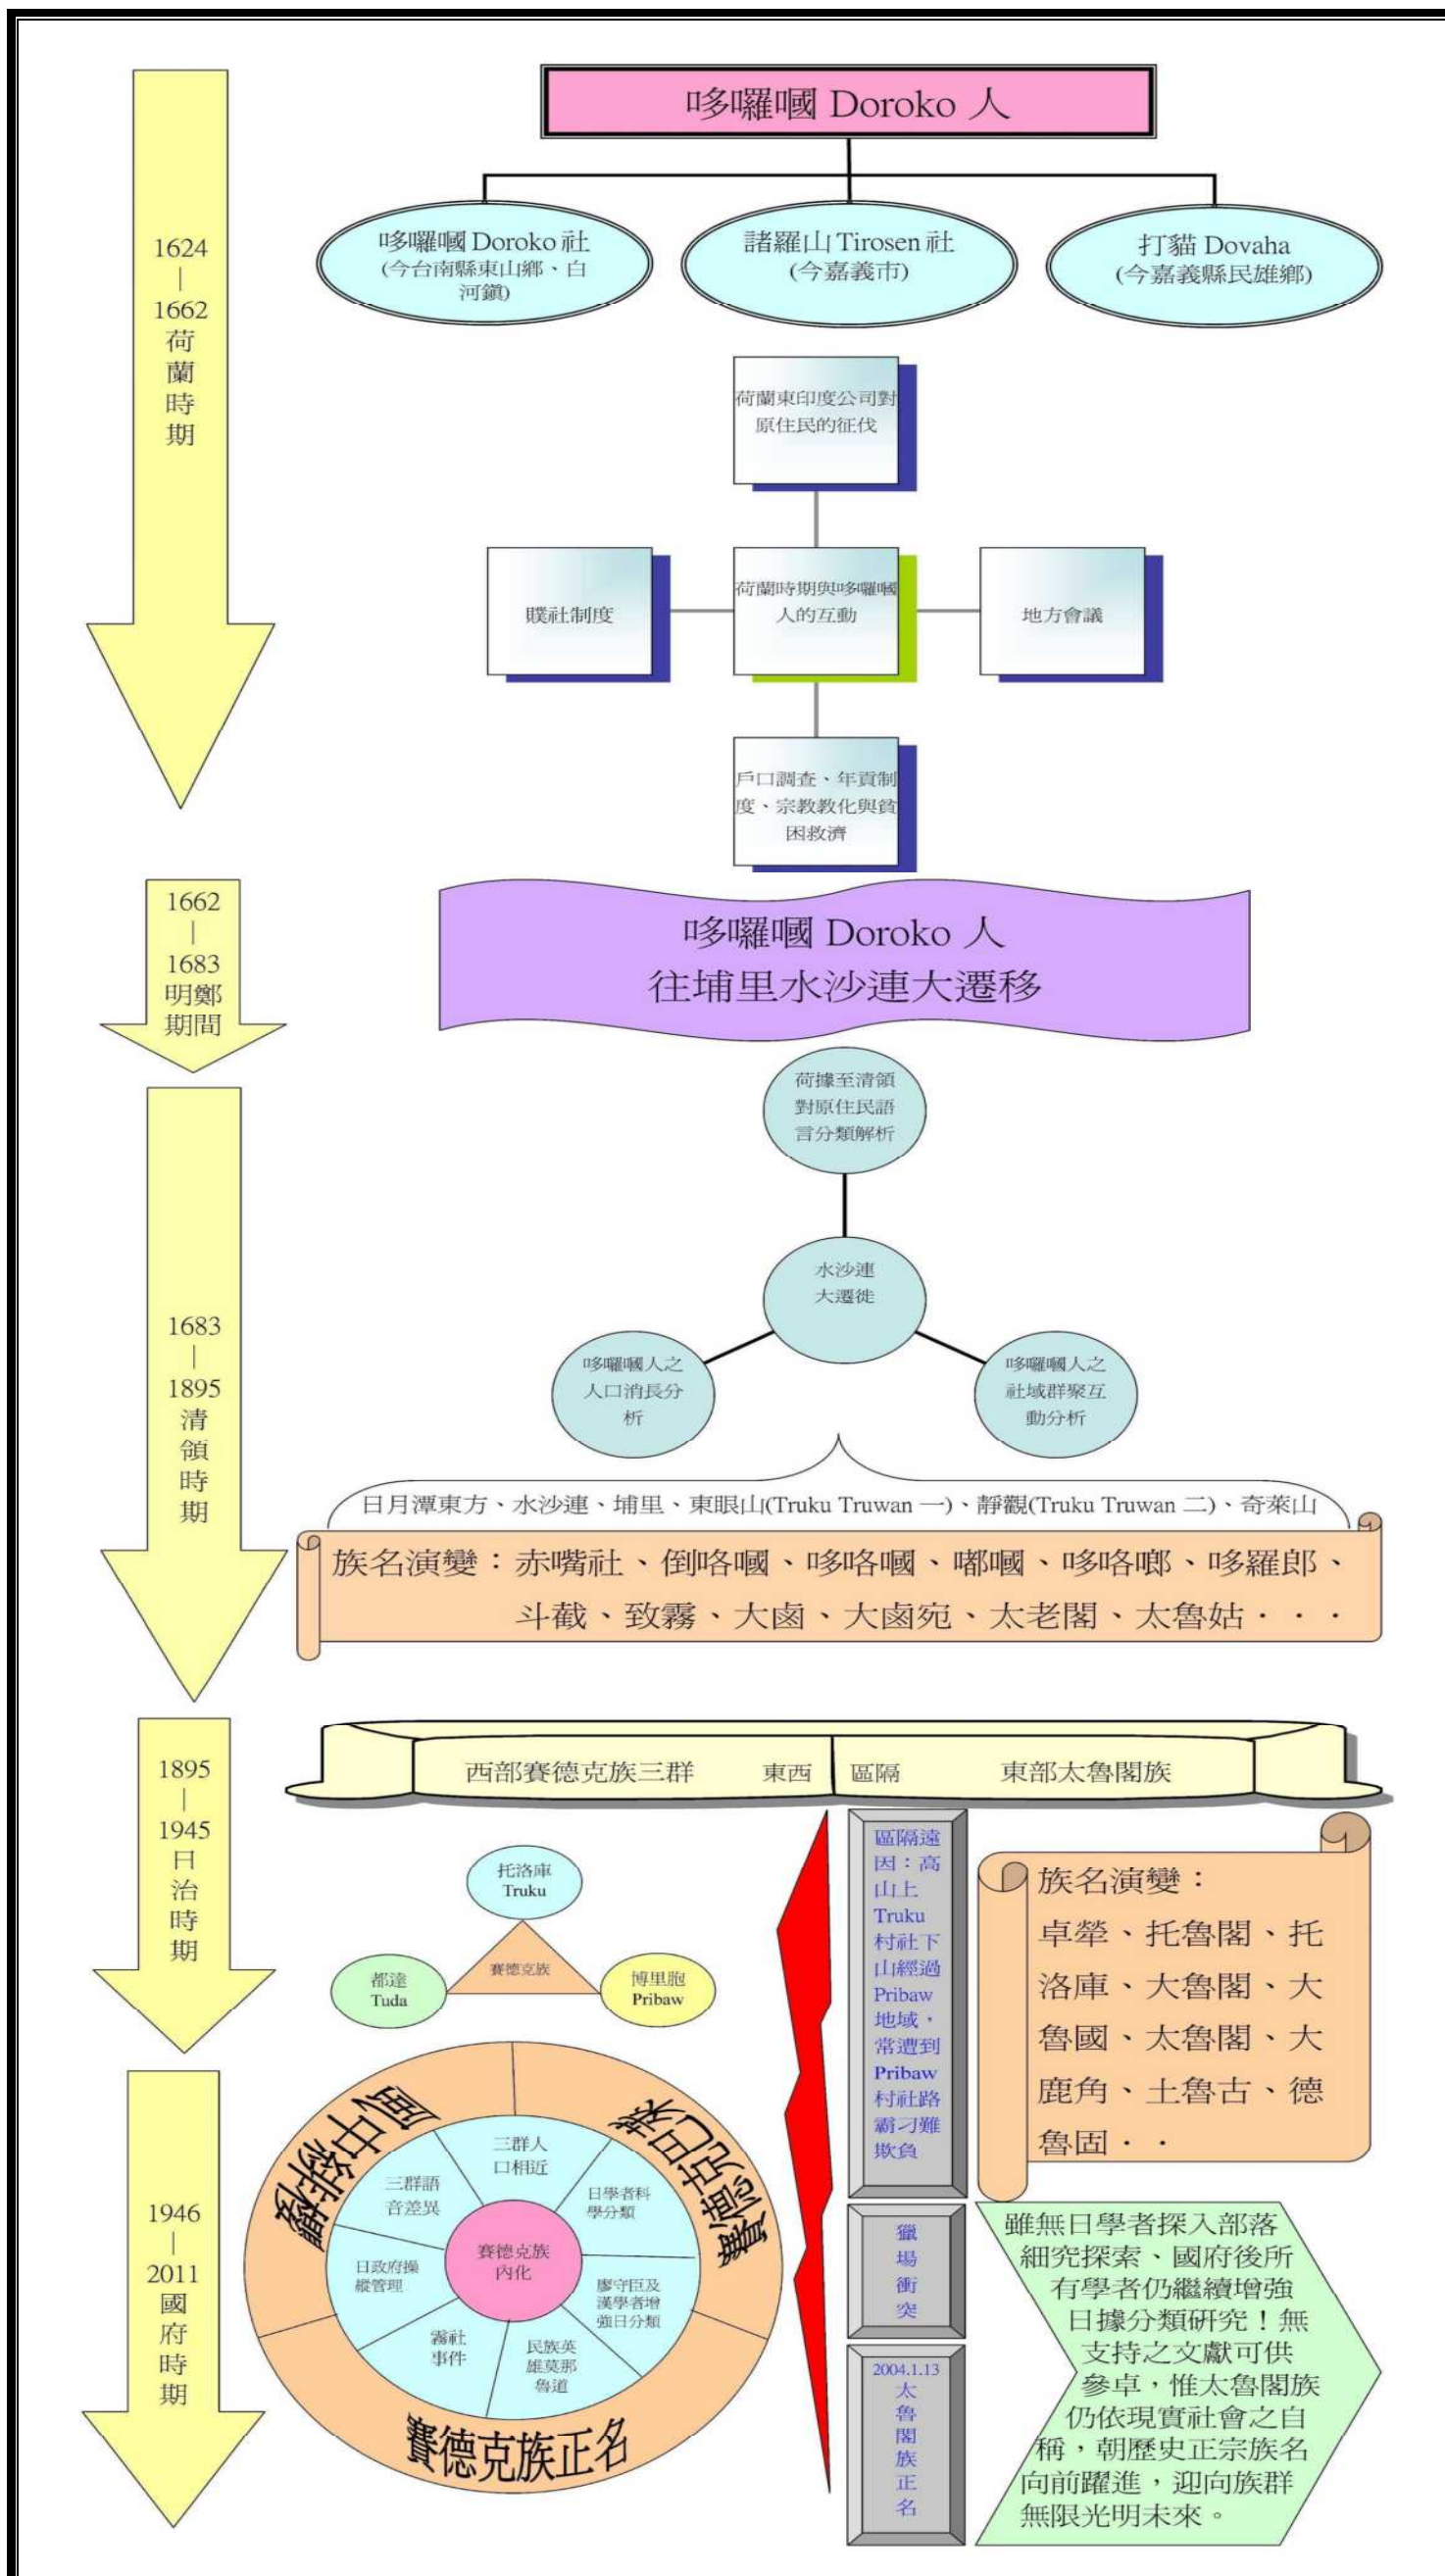 哆囉嘓 Doroko 人
哆囉嘓 Doroko 社
(今台南縣東山鄉、白
河鎮)
諸羅山 Tirosen 社
(今嘉義市)
打貓 Dovaha
(今嘉義縣民雄鄉)
1624
|
1662
荷
蘭
時
期
荷蘭東印度公司對
原住民的征伐
贌社制度
荷蘭時期與哆囉嘓
人的互動
地方會議
戶口調查、年貢制
度、宗教教化與貧
困救濟
1662
|
1683
明鄭
期間
哆囉嘓 Doroko 人
往埔里水沙連大遷移
1683
|
1895
清
領
時
期
荷據至清領
對原住民語
言分類解析
水沙連
大遷徙
哆囉嘓人之
人口消長分
析
哆囉嘓人之
社域群聚互
動分析
日月潭東方、水沙連、埔里、東眼山(Truku Truwan 一)、靜觀(Truku Truwan 二)、奇萊山
族名演變：赤嘴社、倒咯嘓、哆咯嘓、嘟嘓、哆咯啷、哆羅郎、
斗截、致霧、大鹵、大鹵宛、太老閣、太魯姑・・・
1895
|
1945
日
治
時
期
西部賽德克族三群
東西
區隔
東部太魯閣族
托洛庫
Truku
賽德克族
都達
Tuda
博里胞
Pribaw
區隔遠
因：高
山上
Truku
村社下
山經過
Pribaw
地域，
常遭到
Pribaw
村社路
霸刁難
欺負
族名演變：
卓犖、托魯閣、托
洛庫、大魯閣、大
魯國、太魯閣、大
鹿角、土魯古、德
魯固・・
1946
|
2011
國
府
時
期
賽德克巴萊
賽德克族正名
三群人
口相近
日學者科
學分類
廖守臣及
漢學者增
強日分類
民族英
雄莫那
魯道
霧社
事件
日政府操
縱管理
三群語
音差異
賽德克族
內化
獵
場
衝
突
2004.1.13
太
魯
閣
族
正
名
雖無日學者探入部落
細究探索、國府後所
有學者仍繼續增強
日據分類研究！無
支持之文獻可供
參卓，惟太魯閣族
仍依現實社會之自
稱，朝歷史正宗族名
向前躍進，迎向族群
無限光明未來。